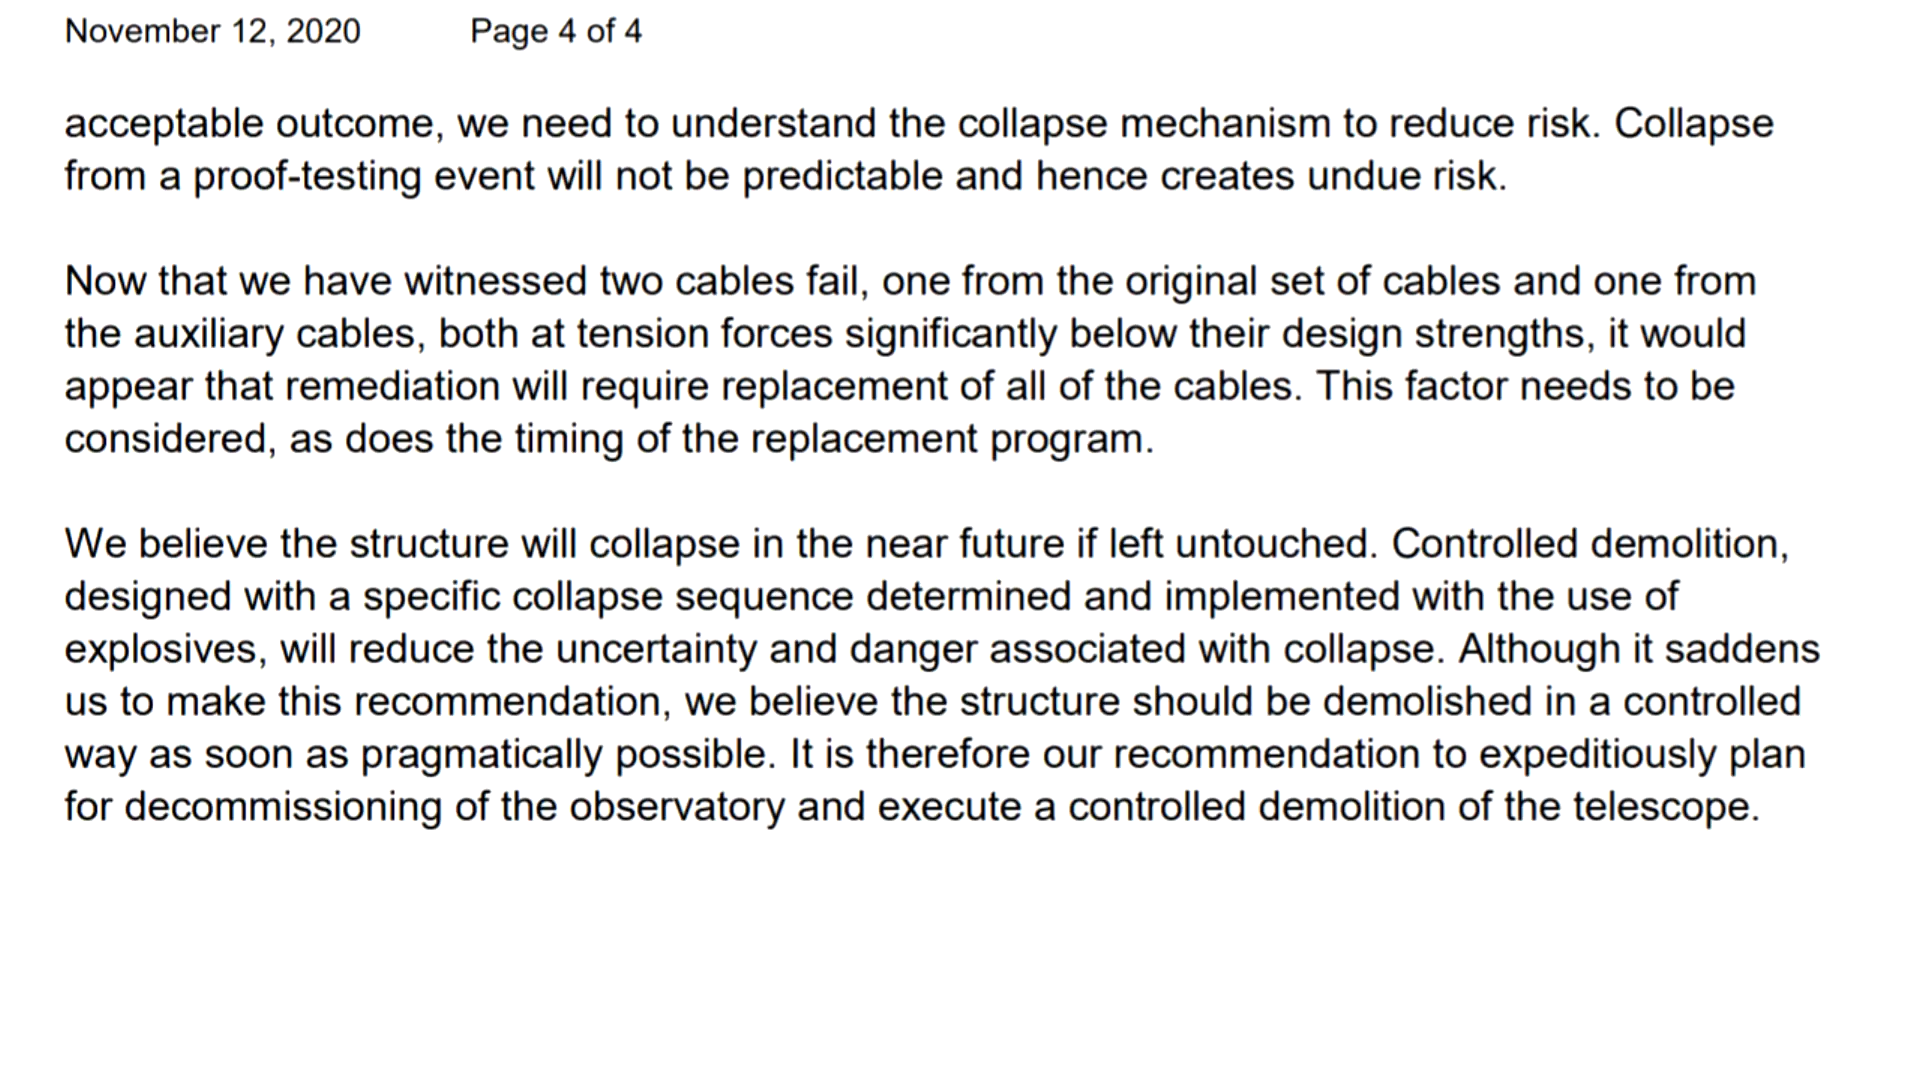 November 12, 2020 Page 4 of 4
acceptable outcome, we need to understand the collapse mechanism to reduce risk. Collapse
from a proof-testing event will not be predictable and hence creates undue risk.
Now that we have witnessed two cables fail, one from the original set of cables and one from
the auxiliary cables, both at tension forces significantly below their design strengths, it would
appear that remediation will require replacement of all of the cables. This factor needs to be
considered, as does the timing of the replacement program.
We believe the structure will collapse in the near future if left untouched. Controlled demolition,
designed with a specific collapse sequence determined and implemented with the use of
explosives, will reduce the uncertainty and danger associated with collapse. Although it saddens
us to make this recommendation, we believe the structure should be demolished in a controlled
way as soon as pragmatically possible. It is therefore our recommendation to expeditiously plan
for decommissioning of the observatory and execute a controlled demolition of the telescope.